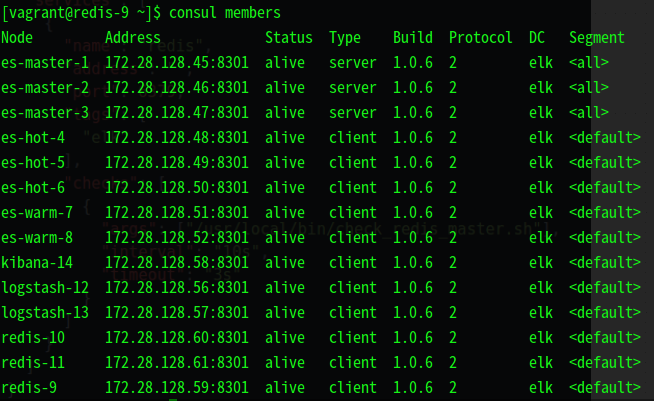 [vagrant@redis-9 ~]$ consul members
Node Address Status Type Build Protocol DC Segment
es-master-1 172.28.128.45:8301 alive server 1.0.6 2 elk <all>
es-master-2 172.28.128.46:8301 alive server 1.0.6 2 elk <all>
es-master-3 172.28.128.47:8301 alive server 1.0.6 2 elk <all>
es-hot-4 172.28.128.48:8301 alive client 1.0.6 2 elk <default>
es-hot-5 172.28.128.49:8301 alive client 1.0.6 2 elk <default>
es-hot-6 172.28.128.50:8301 alive client 1.0.6 2 elk <default>
es-warm-7 172.28.128.51:8301 alive client 1.0.6 2 elk <default>
es-warm-8 172.28.128.52:8301 alive client 1.0.6 2 elk <default>
kibana-14 172.28.128.58:8301 alive client 1.0.6 2 elk <default>
logstash-12 172.28.128.56:8301 alive client 1.0.6 2 elk <default>
logstash-13 172.28.128.57:8301 alive client 1.0.6 2 elk <default>
redis-10 172.28.128.60:8301 alive client 1.0.6 2 elk <default>
redis-11 172.28.128.61:8301 alive client 1.0.6 2 elk <default>
redis-9 172.28.128.59:8301 alive client 1.0.6 2 elk <default>